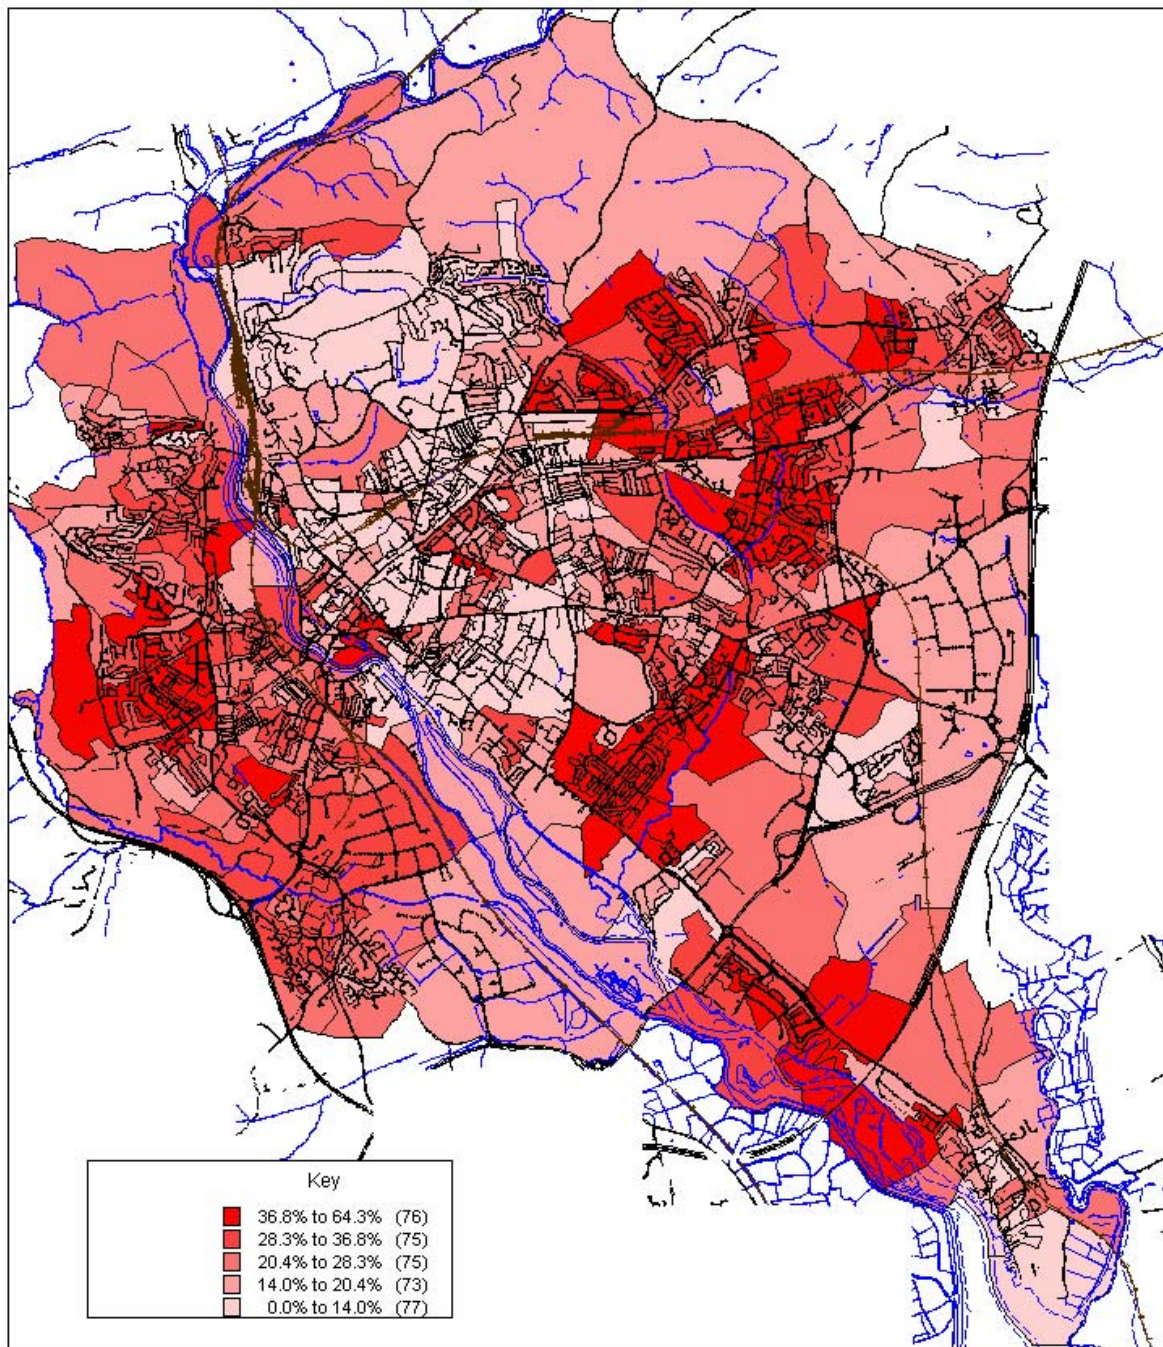 Key
36.8% to 64.3% (76)
28.3% to 36.8% (75)
20.4% to 28.3% (75)
14.0% to 20.4% (73)
0.0% to 14.0% (77)